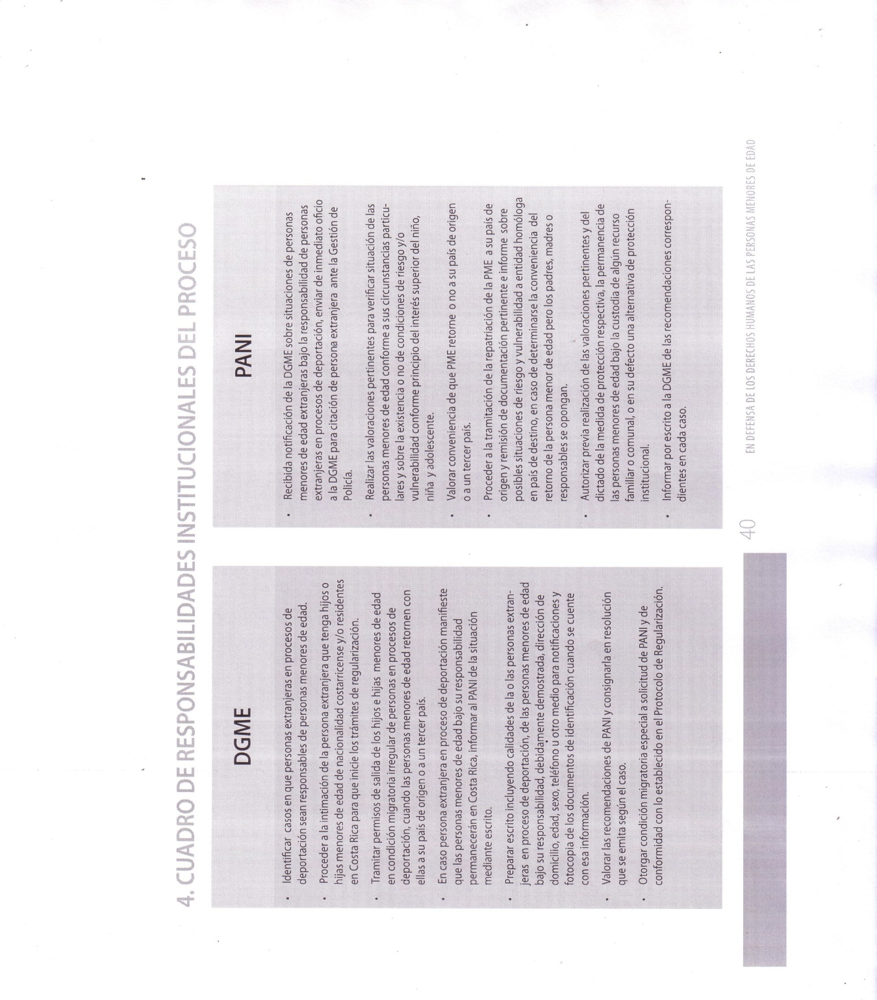 4. CUADRO DE RESPONSABILIDADES INSTITUCIONALES DEL PROCESO
DGME
• Identificar casos en que personas extranjeras en procesos de
deportación sean responsables de personas menores de edad.
• Proceder a la intimación de la persona extranjera que tenga hijos o
hijas menores de edad de nacionalidad costarricense y/o residentes
en Costa Rica para que inicie los trámites de regularización.
• Tramitar permisos de salida de los hijos e hijas menores de edad
en condición migratoria irregular de personas en procesos de
deportación, cuando las personas menores de edad retornen con
ellas a su país de origen o a un tercer país.
• En caso persona extranjera en proceso de deportación manifieste
que las personas menores de edad bajo su responsabilidad
permanecerán en Costa Rica, informar al PANI de la situación
mediante escrito.
• Preparar escrito incluyendo calidades de la o las personas extran-
jeras en proceso de deportación, de las personas menores de edad
bajo su responsabilidad, debidamente demostrada, dirección de
domicilio, edad, sexo, teléfono u otro medio para notificaciones y
fotocopia de los documentos de identificación cuando se cuente
con esa información.
• Valorar las recomendaciones de PANI y consignarla en resolución
que se emita según el caso.
• Otorgar condición migratoria especial a solicitud de PANI y de
conformidad con lo establecido en el Protocolo de Regularización.
PANI
• Recibida notificación de la DGME sobre situaciones de personas
menores de edad extranjeras bajo la responsabilidad de personas
extranjeras en procesos de deportación, enviar de inmediato oficio
a la DGME para citación de persona extranjera ante la Gestión de
Policía.
• Realizar las valoraciones pertinentes para verificar situación de las
personas menores de edad conforme a sus circunstancias particu-
lares y sobre la existencia o no de condiciones de riesgo y/o
vulnerabilidad conforme principio del interés superior del niño,
niña y adolescente.
• Valorar conveniencia de que PME retorne o no a su país de origen
o a un tercer país.
• Proceder a la tramitación de la repatriación de la PME a su país de
origen y remisión de documentación pertinente e informe sobre
posibles situaciones de riesgo y vulnerabilidad a entidad homóloga
en país de destino, en caso de determinarse la conveniencia del
retorno de la persona menor de edad pero los padres, madres o
responsables se opongan.
• Autorizar previa realización de las valoraciones pertinentes y del
dictado de la medida de protección respectiva, la permanencia de
las personas menores de edad bajo la custodia de algún recurso
familiar o comunal, o en su defecto una alternativa de protección
institucional.
• Informar por escrito a la DGME de las recomendaciones correspon-
dientes en cada caso.
40 EN DEFENSA DE LOS DERECHOS HUMANOS DE LAS PERSONAS MENORES DE EDAD